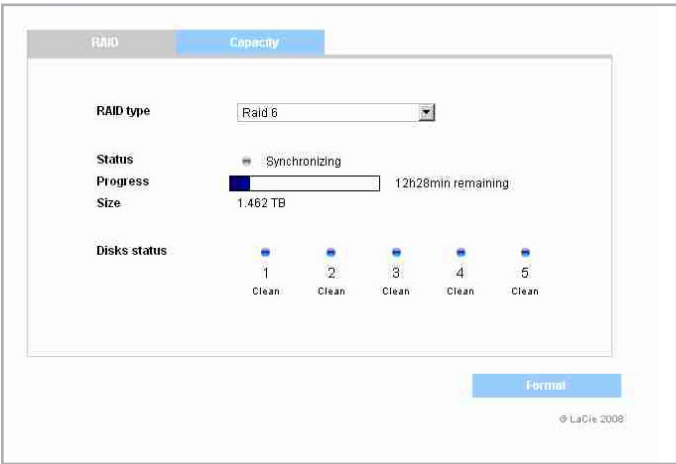 RAID Capacity
RAID type Raid 6
Status Synchronizing
Progress 12h28min remaining
Size 1.462 TB
Disks status
1 2 3 4 5
Clean Clean Clean Clean Clean
Format
© LaCie 2008